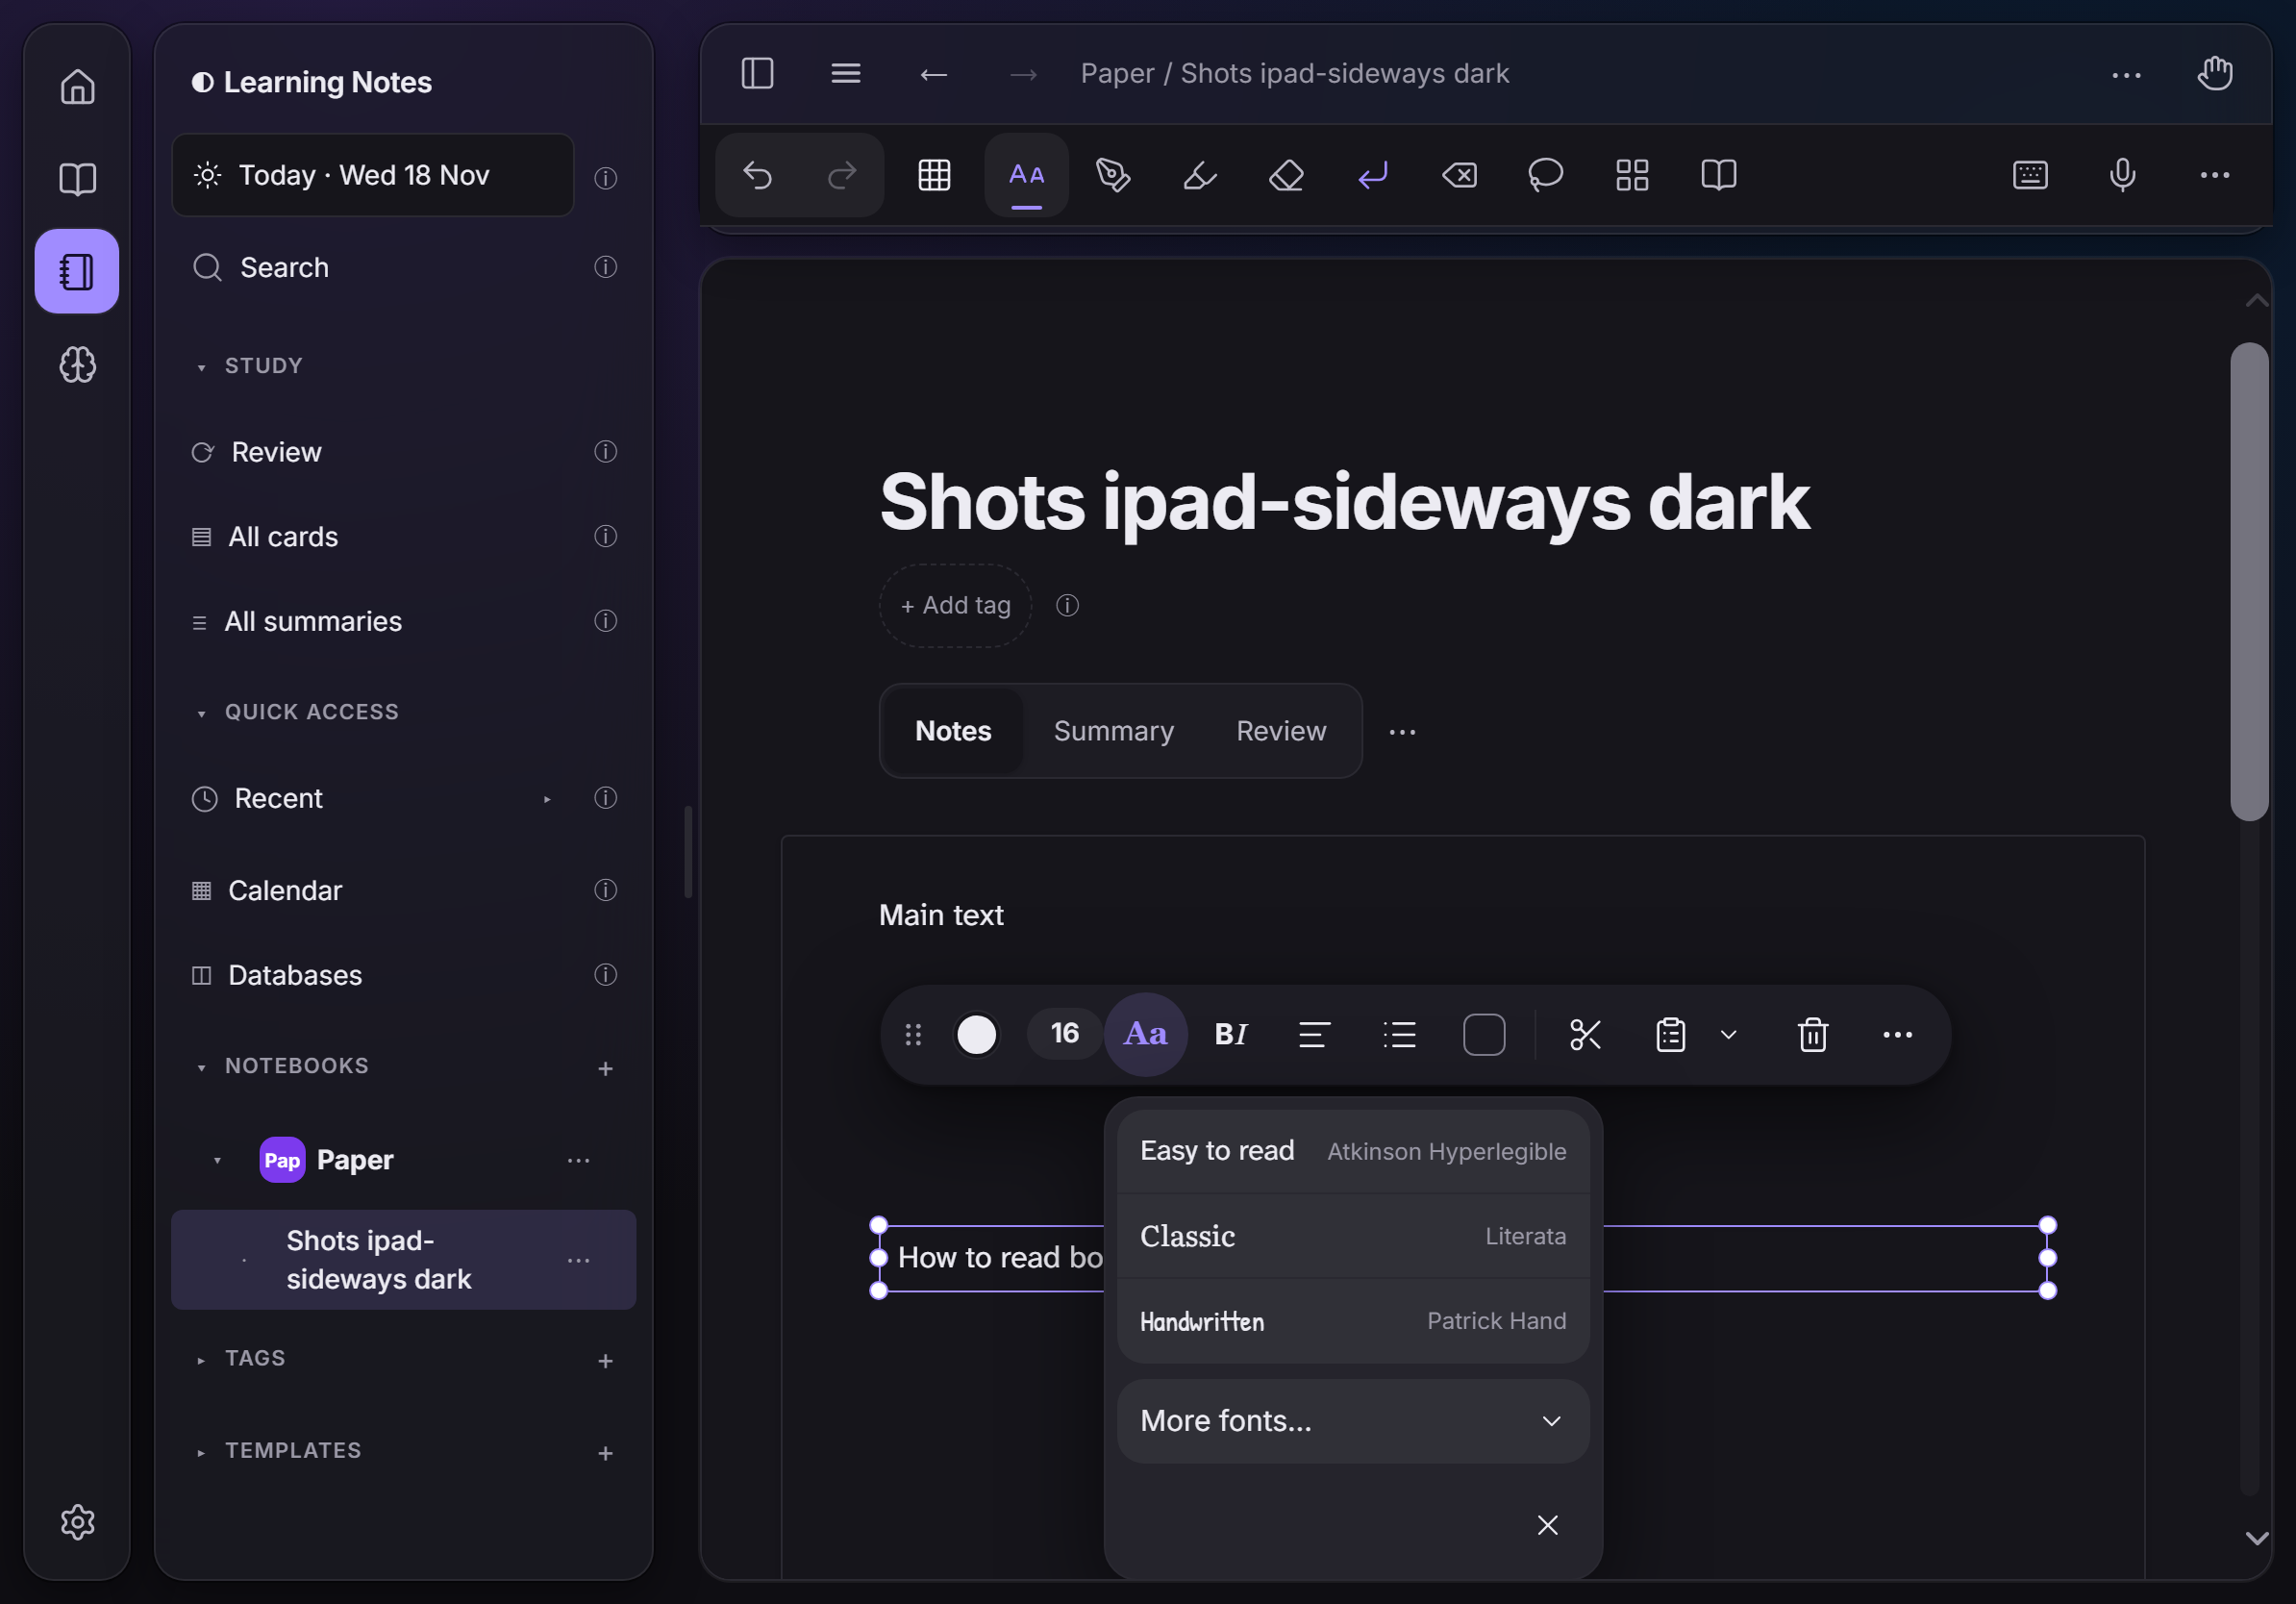 Learning Notes
Today · Wed 18 Nov
Search
STUDY
Review
All cards
All summaries
QUICK ACCESS
Recent
Calendar
Databases
NOTEBOOKS
Pap Paper
Shots ipad-
sideways dark
TAGS
TEMPLATES
Paper / Shots ipad-sideways dark
AA
Shots ipad-sideways dark
+ Add tag
Notes Summary Review
Main text
16 Aa BI
Easy to read Atkinson Hyperlegible
Classic Literata
Handwritten Patrick Hand
More fonts...
How to read bo